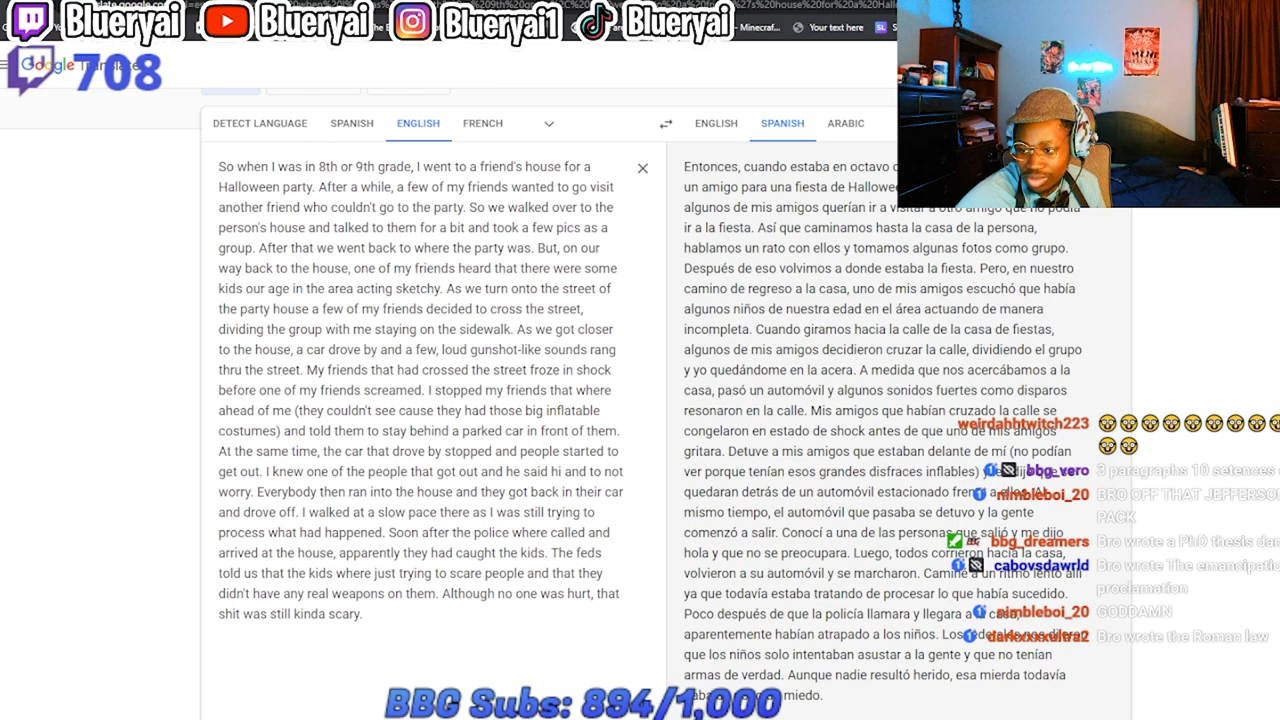 Blueryai
Blueryai
Blueryai1
Blueryai
Minecraf...
Your text here
SL
708
Google Translate
DETECT LANGUAGE
SPANISH
ENGLISH
FRENCH
ENGLISH
SPANISH
ARABIC
So when I was in 8th or 9th grade, I went to a friend's house for a
Halloween party. After a while, a few of my friends wanted to go visit
another friend who couldn't go to the party. So we walked over to the
person's house and talked to them for a bit and took a few pics as a
group. After that we went back to where the party was. But, on our
way back to the house, one of my friends heard that there were some
kids our age in the area acting sketchy. As we turn onto the street of
the party house a few of my friends decided to cross the street,
dividing the group with me staying on the sidewalk. As we got closer
to the house, a car drove by and a few, loud gunshot-like sounds rang
thru the street. My friends that had crossed the street froze in shock
before one of my friends screamed. I stopped my friends that where
ahead of me (they couldn't see cause they had those big inflatable
costumes) and told them to stay behind a parked car in front of them.
At the same time, the car that drove by stopped and people started to
get out. I knew one of the people that got out and he said hi and to not
worry. Everybody then ran into the house and they got back in their car
and drove off. I walked at a slow pace there as I was still trying to
process what had happened. Soon after the police where called and
arrived at the house, apparently they had caught the kids. The feds
told us that the kids where just trying to scare people and that they
didn't have any real weapons on them. Although no one was hurt, that
shit was still kinda scary.
Entonces, cuando estaba en octavo
un amigo para una fiesta de Hallowe
algunos de mis amigos querían ir a visitar a otro amigo que no podía
ir a la fiesta. Así que caminamos hasta la casa de la persona,
hablamos un rato con ellos y tomamos algunas fotos como grupo.
Después de eso volvimos a donde estaba la fiesta. Pero, en nuestro
camino de regreso a la casa, uno de mis amigos escuchó que había
algunos niños de nuestra edad en el área actuando de manera
incompleta. Cuando giramos hacia la calle de la casa de fiestas,
algunos de mis amigos decidieron cruzar la calle, dividiendo el grupo
y yo quedándome en la acera. A medida que nos acercábamos a la
casa, pasó un automóvil y algunos sonidos fuertes como disparos
resonaron en la calle. Mis amigos que habían cruzado la calle se
congelaron en estado de shock antes de que uno de mis amigos
gritara. Detuve a mis amigos que estaban delante de mí (no podían
ver porque tenían esos grandes disfraces inflables)
quedaran detrás de un automóvil estacionado
mismo tiempo, el automóvil que pasaba se detuvo y la gente
comenzó a salir. Conocí a una de las personas que salió y me dijo
hola y que no se preocupara. Luego, todos corrieron hacia la casa,
volvieron a su automóvil y se marcharon. Caminé a un ritmo lento allí
ya que todavía estaba tratando de procesar lo que había sucedido.
Poco después de que la policía llamara y llegara a la casa,
aparentemente habían atrapado a los niños.
que los niños solo intentaban asustar a la gente y que no tenían
armas de verdad. Aunque nadie resultó herido, esa mierda todavía
miedo.
weirdahhtwitch223
bbg_vero 3 paragraphs 10 setences
nimbleboi_20 BRO OFF THAT JEFFERSON
PACK
bbg_dreamers Bro wrote a PhD thesis
cabovsdawrld Bro wrote The emancipati
proclamation
nimbleboi_20 GODDAMN
darkxxxxultra2 Bro wrote the Roman law
BBG Subs: 894/1,000